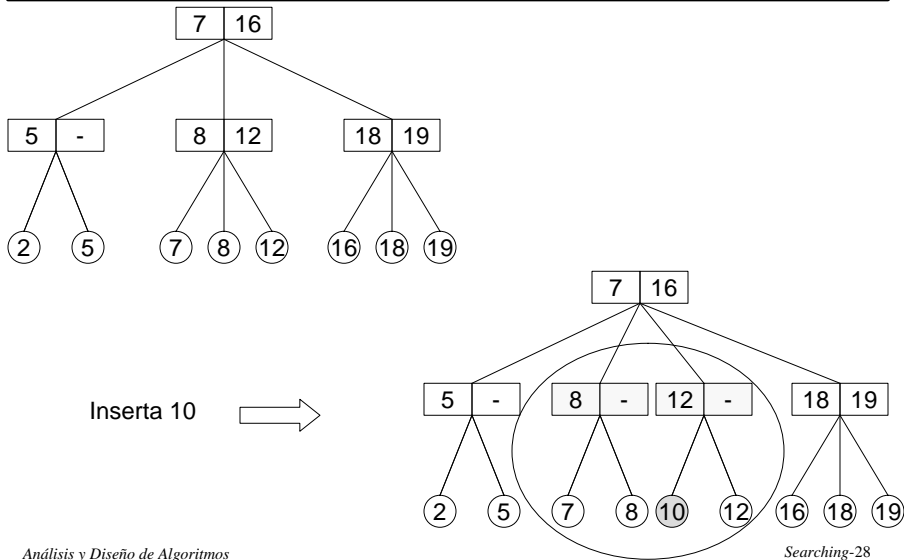 7 16
5 - 8 12 18 19
2 5 7 8 12 16 18 19
7 16
Inserta 10
5 - 8 - 12 - 18 19
2 5 7 8 10 12 16 18 19
Análisis y Diseño de Algoritmos Searching-28